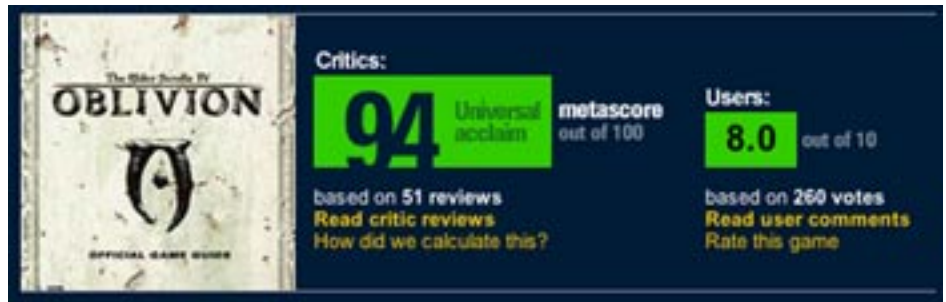 The Elder Scrolls IV
OBLIVION
OFFICIAL GAME GUIDE
Critics:
94
Universal
acclaim
metascore
out of 100
based on 51 reviews
Read critic reviews
How did we calculate this?
Users:
8.0 out of 10
based on 260 votes
Read user comments
Rate this game